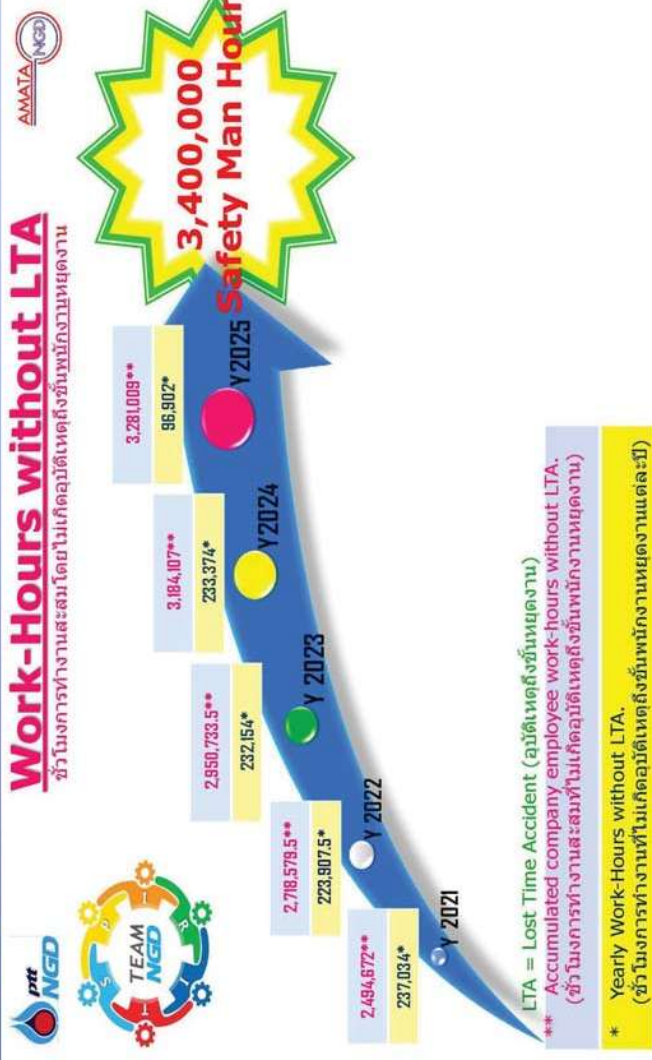 ptt
NGD
Work-Hours without LTA
ชั่วโมงการทำงานสะสมโดยไม่เกิดอุบัติเหตุถึงขั้นพนักงานหยุดงาน
AMATA NGD
S P I R I T
TEAM
NGD
2,494,672**
237,034*
Y 2021
2,718,579.5**
223,907.5*
Y 2022
2,950,733.5**
232,154*
Y 2023
3,184,107**
233,374*
Y2024
3,281,009**
96,902*
Y2025
3,400,000
Safety Man Hour
LTA = Lost Time Accident (อุบัติเหตุถึงขั้นหยุดงาน)
** Accumulated company employee work-hours without LTA.
(ชั่วโมงการทำงานสะสมที่ไม่เกิดอุบัติเหตุถึงขั้นพนักงานหยุดงาน)
* Yearly Work-Hours without LTA.
(ชั่วโมงการทำงานที่ไม่เกิดอุบัติเหตุถึงขั้นพนักงานหยุดงานแต่ละปี)